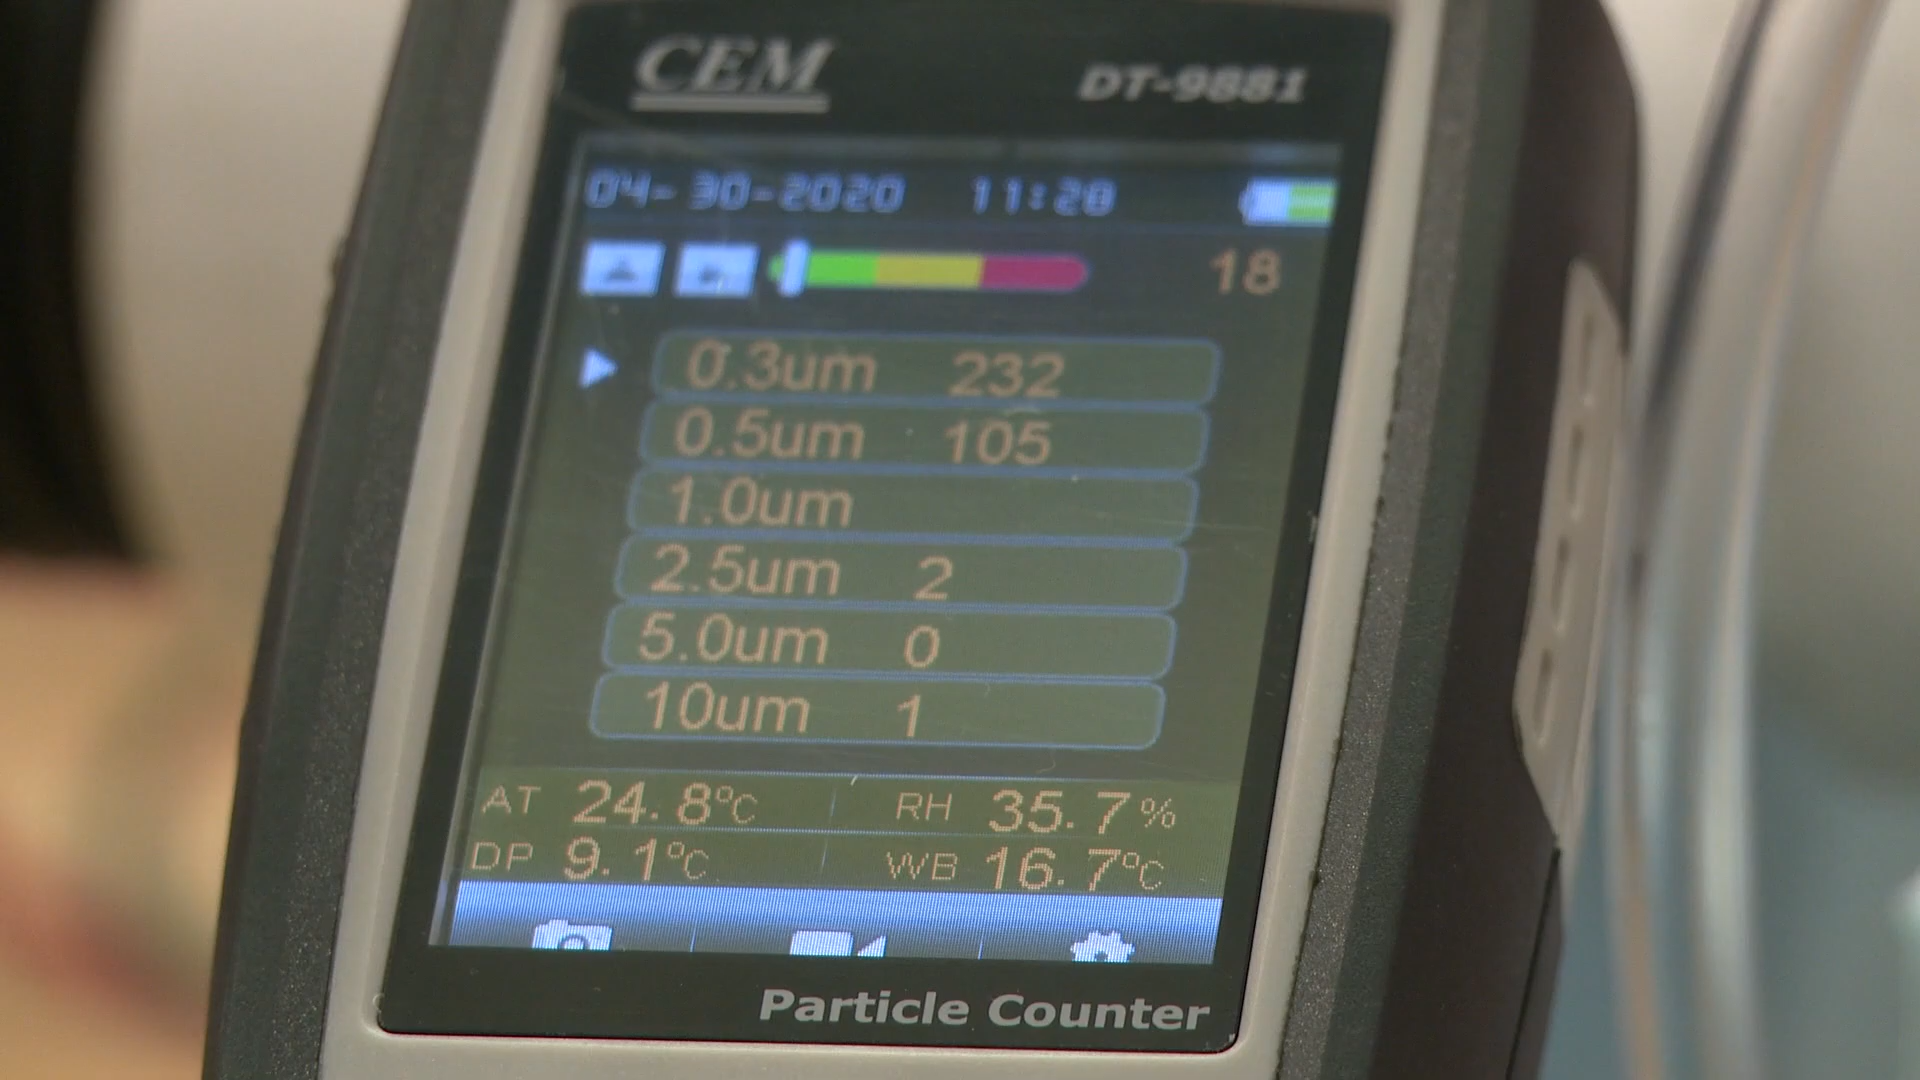 CEM DT-9881
04-30-2020 11:28
18
0.3um 232
0.5um 105
1.0um
2.5um 2
5.0um 0
10um 1
AT 24.8°C RH 35.7%
DP 9.1°C WB 16.7°C
Particle Counter